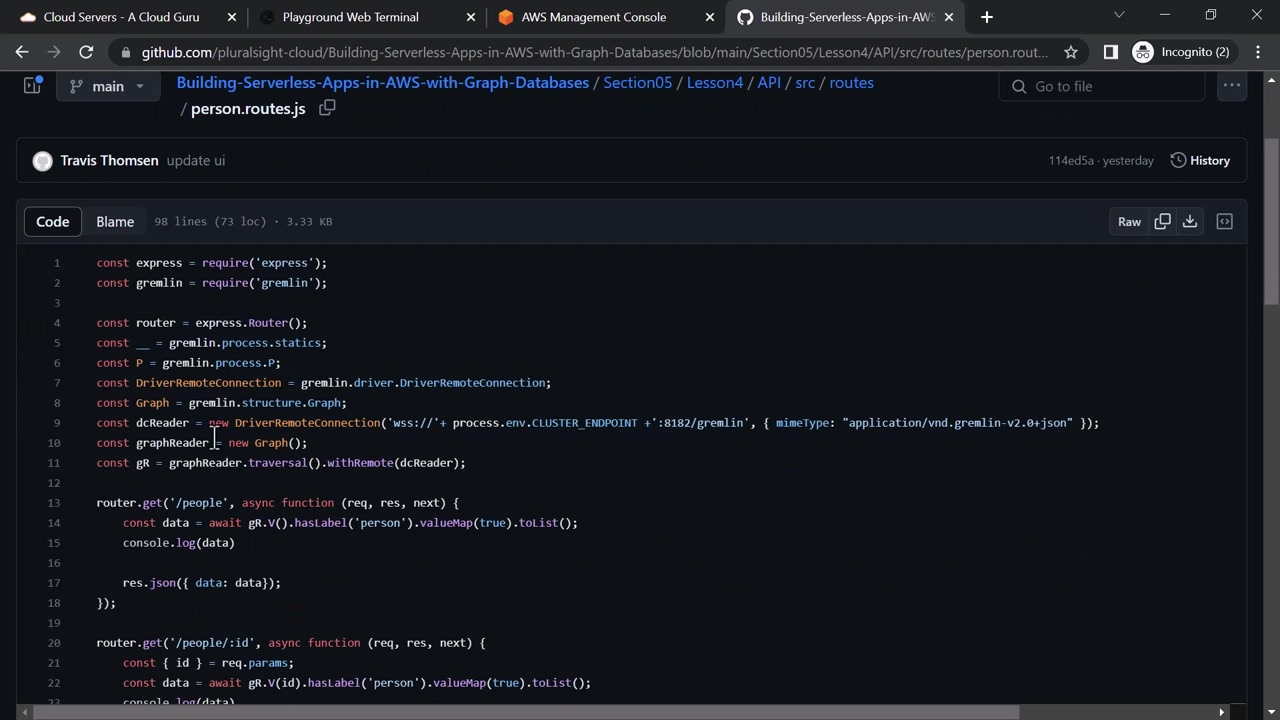 Cloud Servers - A Cloud Guru
Playground Web Terminal
AWS Management Console
Building-Serverless-Apps-in-AWS
github.com/pluralsight-cloud/Building-Serverless-Apps-in-AWS-with-Graph-Databases/blob/main/Section05/Lesson4/API/src/routes/person.rout...
Incognito (2)
main
Building-Serverless-Apps-in-AWS-with-Graph-Databases / Section05 / Lesson4 / API / src / routes
/ person.routes.js
Go to file
Travis Thomsen update ui
114ed5a · yesterday
History
Code
Blame
98 lines (73 loc) · 3.33 KB
Raw
1 const express = require('express');
2 const gremlin = require('gremlin');
3
4 const router = express.Router();
5 const __ = gremlin.process.statics;
6 const P = gremlin.process.P;
7 const DriverRemoteConnection = gremlin.driver.DriverRemoteConnection;
8 const Graph = gremlin.structure.Graph;
9 const dcReader = new DriverRemoteConnection('wss://'+ process.env.CLUSTER_ENDPOINT +':8182/gremlin', { mimeType: "application/vnd.gremlin-v2.0+json" });
10 const graphReader = new Graph();
11 const gR = graphReader.traversal().withRemote(dcReader);
12
13 router.get('/people', async function (req, res, next) {
14 const data = await gR.V().hasLabel('person').valueMap(true).toList();
15 console.log(data)
16
17 res.json({ data: data});
18 });
19
20 router.get('/people/:id', async function (req, res, next) {
21 const { id } = req.params;
22 const data = await gR.V(id).hasLabel('person').valueMap(true).toList();
23 console.log(data)